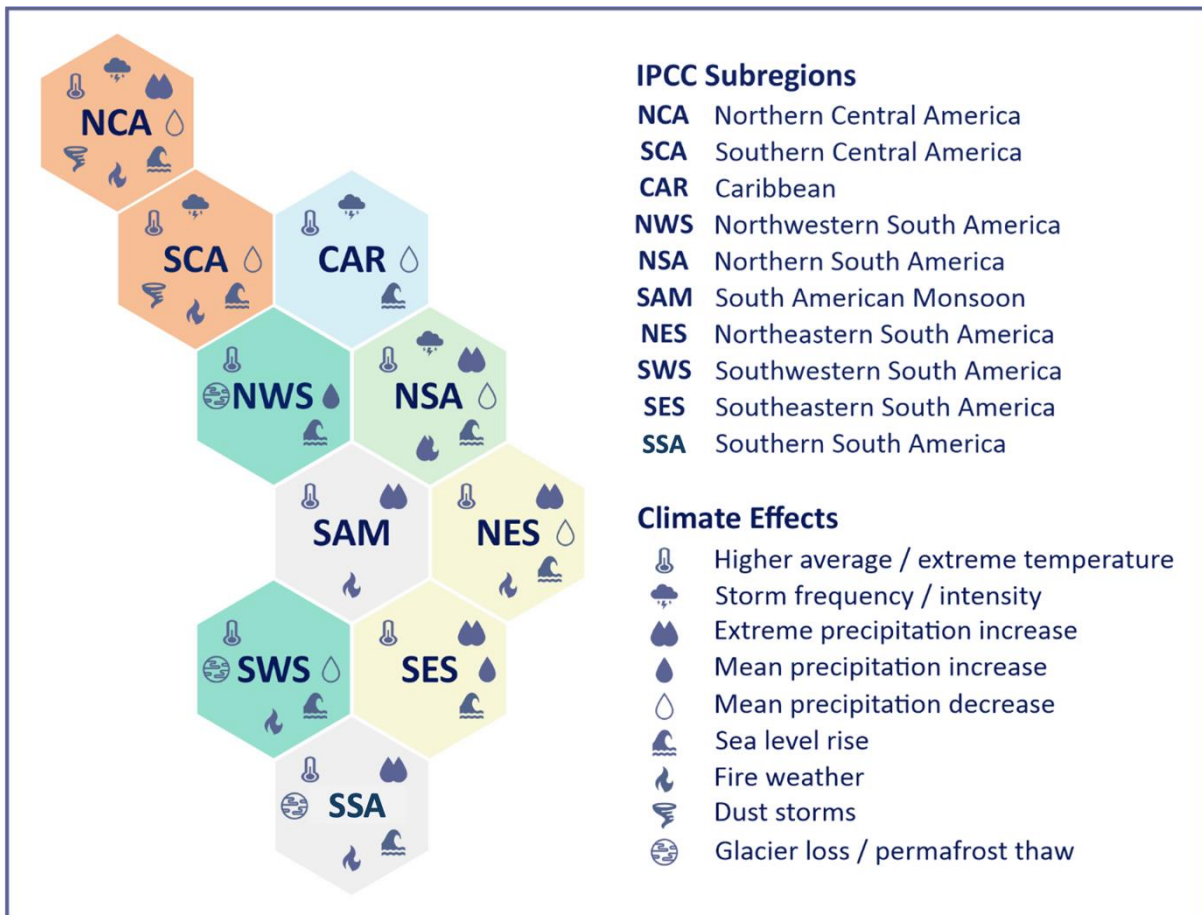 NCA
SCA
CAR
NWS
NSA
SAM
NES
SWS
SES
SSA
IPCC Subregions
NCA Northern Central America
SCA Southern Central America
CAR Caribbean
NWS Northwestern South America
NSA Northern South America
SAM South American Monsoon
NES Northeastern South America
SWS Southwestern South America
SES Southeastern South America
SSA Southern South America
Climate Effects
Higher average / extreme temperature
Storm frequency / intensity
Extreme precipitation increase
Mean precipitation increase
Mean precipitation decrease
Sea level rise
Fire weather
Dust storms
Glacier loss / permafrost thaw